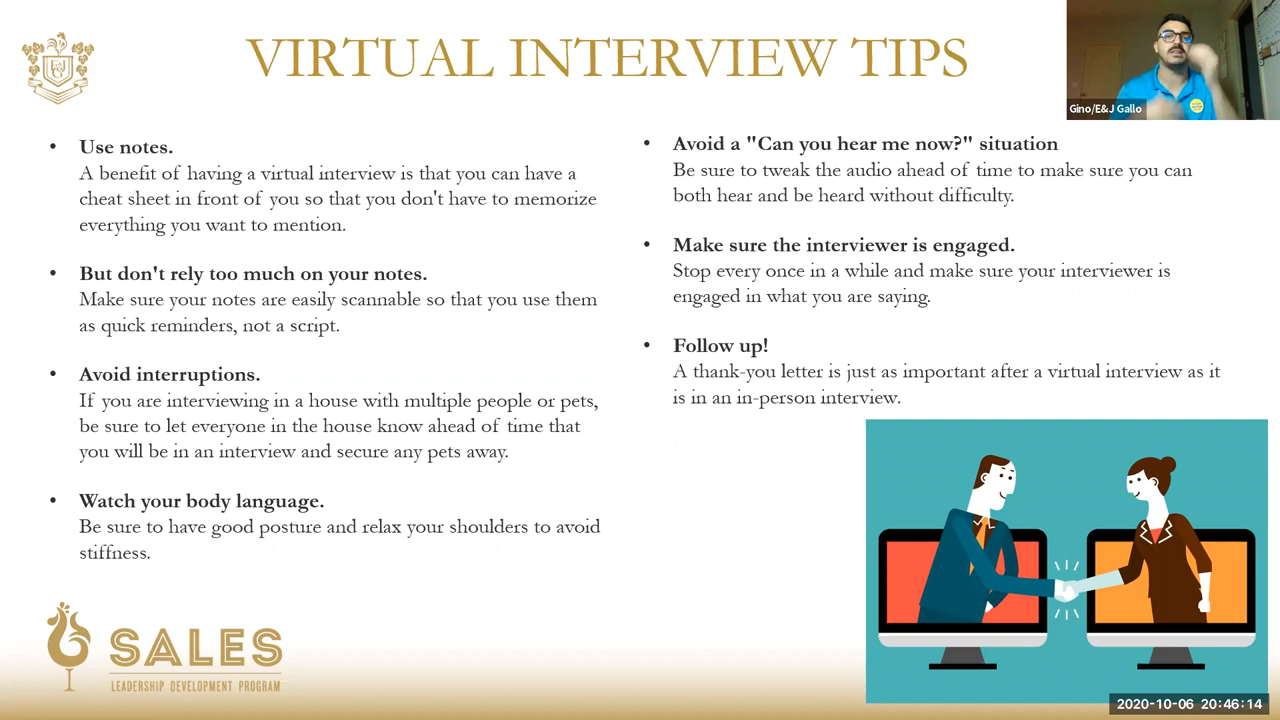 VIRTUAL INTERVIEW TIPS
Gino/E&J Gallo
• Use notes.
A benefit of having a virtual interview is that you can have a
cheat sheet in front of you so that you don't have to memorize
everything you want to mention.
• But don't rely too much on your notes.
Make sure your notes are easily scannable so that you use them
as quick reminders, not a script.
• Avoid interruptions.
If you are interviewing in a house with multiple people or pets,
be sure to let everyone in the house know ahead of time that
you will be in an interview and secure any pets away.
• Watch your body language.
Be sure to have good posture and relax your shoulders to avoid
stiffness.
• Avoid a "Can you hear me now?" situation
Be sure to tweak the audio ahead of time to make sure you can
both hear and be heard without difficulty.
• Make sure the interviewer is engaged.
Stop every once in a while and make sure your interviewer is
engaged in what you are saying.
• Follow up!
A thank-you letter is just as important after a virtual interview as it
is in an in-person interview.
SALES
LEADERSHIP DEVELOPMENT PROGRAM
2020-10-06 20:46:14